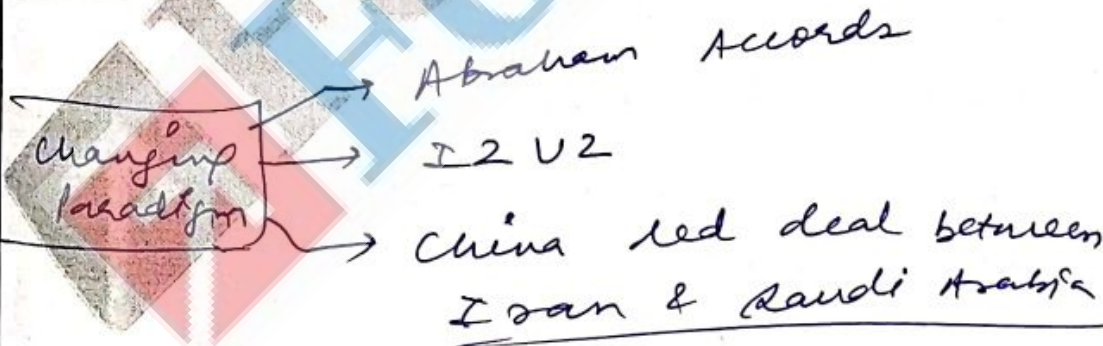 Abraham Accords
Changing
Paradigm
I2U2
China led deal between
Iran & Saudi Arabia